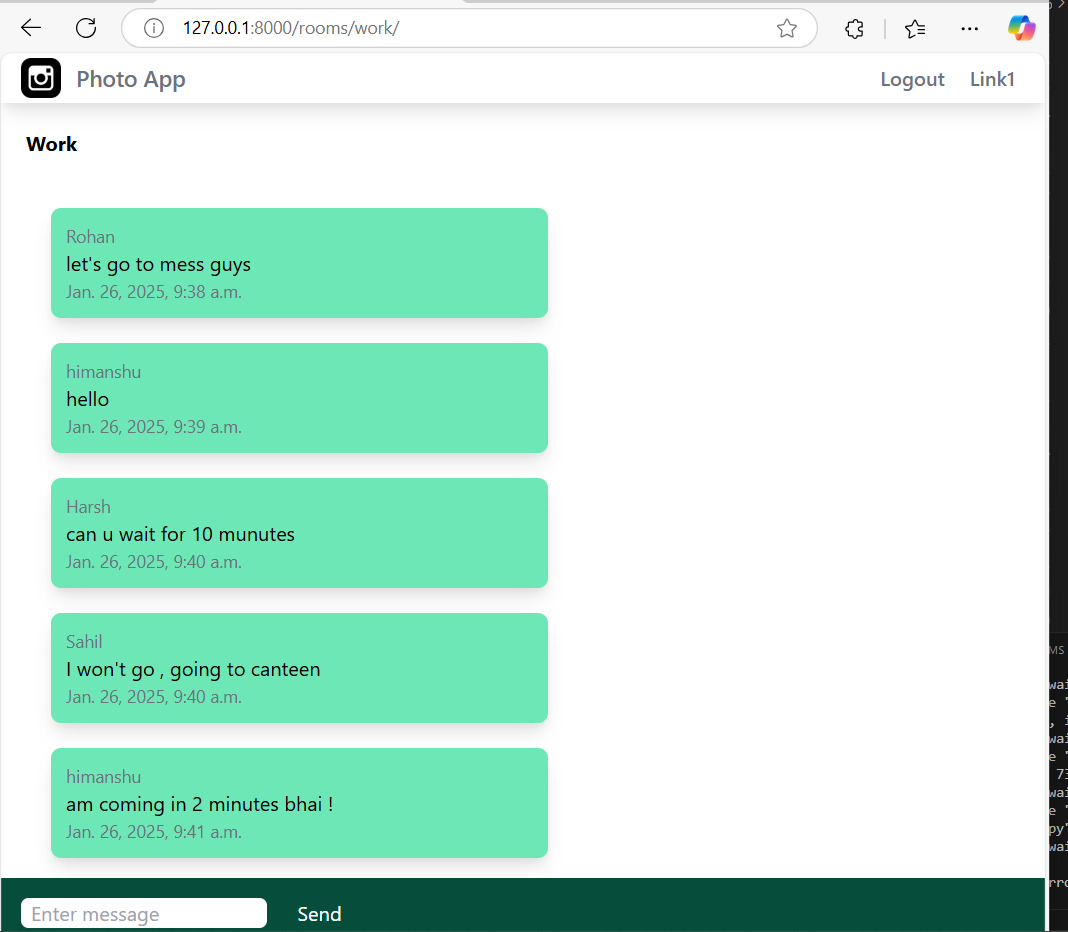 127.0.0.1:8000/rooms/work/
Photo App
Logout Link1
Work
Rohan
let's go to mess guys
Jan. 26, 2025, 9:38 a.m.
himanshu
hello
Jan. 26, 2025, 9:39 a.m.
Harsh
can u wait for 10 munutes
Jan. 26, 2025, 9:40 a.m.
Sahil
I won't go , going to canteen
Jan. 26, 2025, 9:40 a.m.
himanshu
am coming in 2 minutes bhai !
Jan. 26, 2025, 9:41 a.m.
Enter message Send